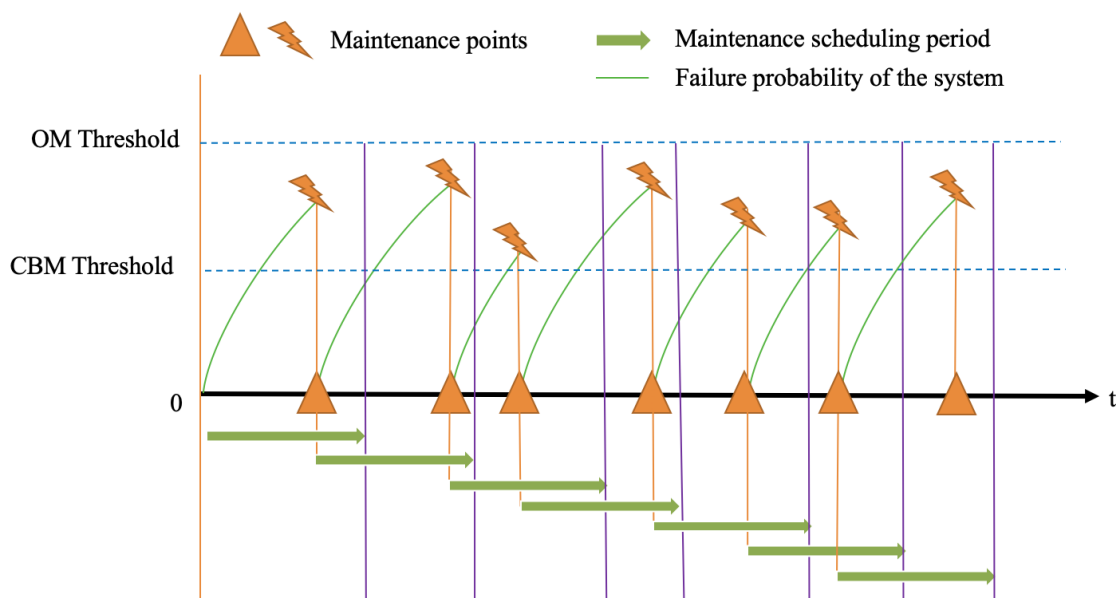 Maintenance points
Maintenance scheduling period
Failure probability of the system
OM Threshold
CBM Threshold
0
t